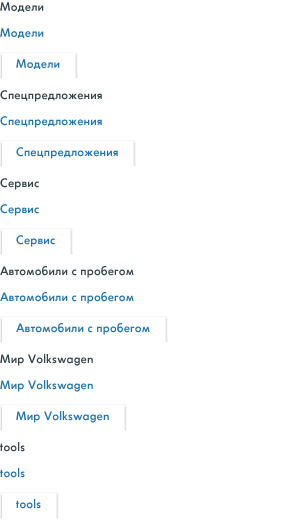 Модели
Модели
Модели
Спецпредложения
Спецпредложения
Спецпредложения
Сервис
Сервис
Сервис
Автомобили с пробегом
Автомобили с пробегом
Автомобили с пробегом
Мир Volkswagen
Мир Volkswagen
Мир Volkswagen
tools
tools
tools